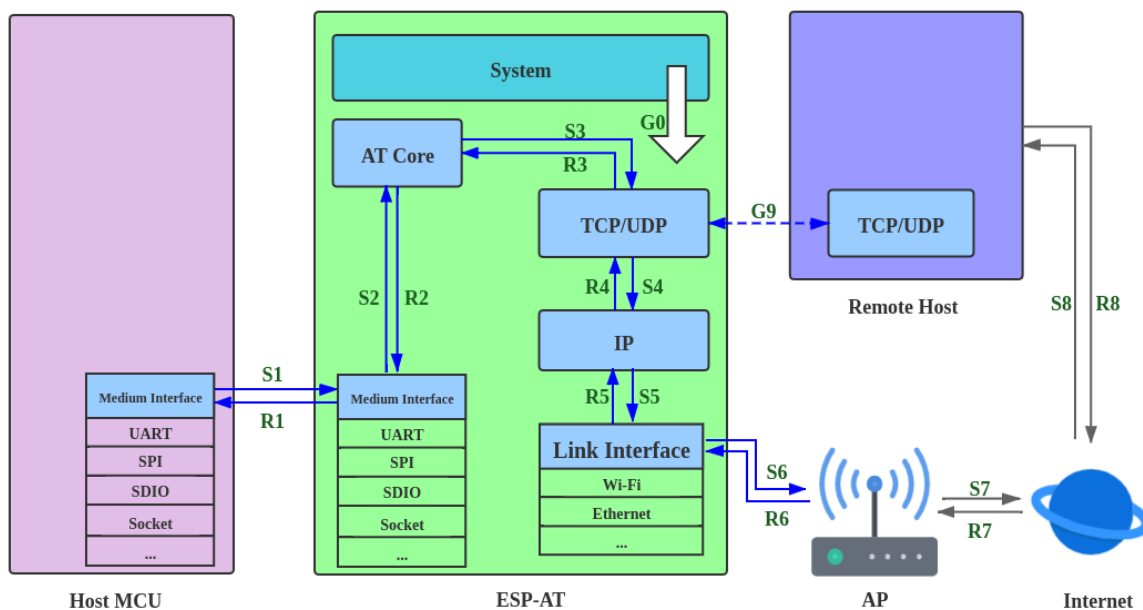 System
G0
AT Core
S3
R3
TCP/UDP
G9
TCP/UDP
S2
R2
R4
S4
S8
R8
Remote Host
IP
S1
R1
R5
S5
Medium Interface
UART
SPI
SDIO
Socket
...
Medium Interface
UART
SPI
SDIO
Socket
...
Link Interface
Wi-Fi
Ethernet
...
S6
R6
S7
R7
Host MCU
ESP-AT
AP
Internet